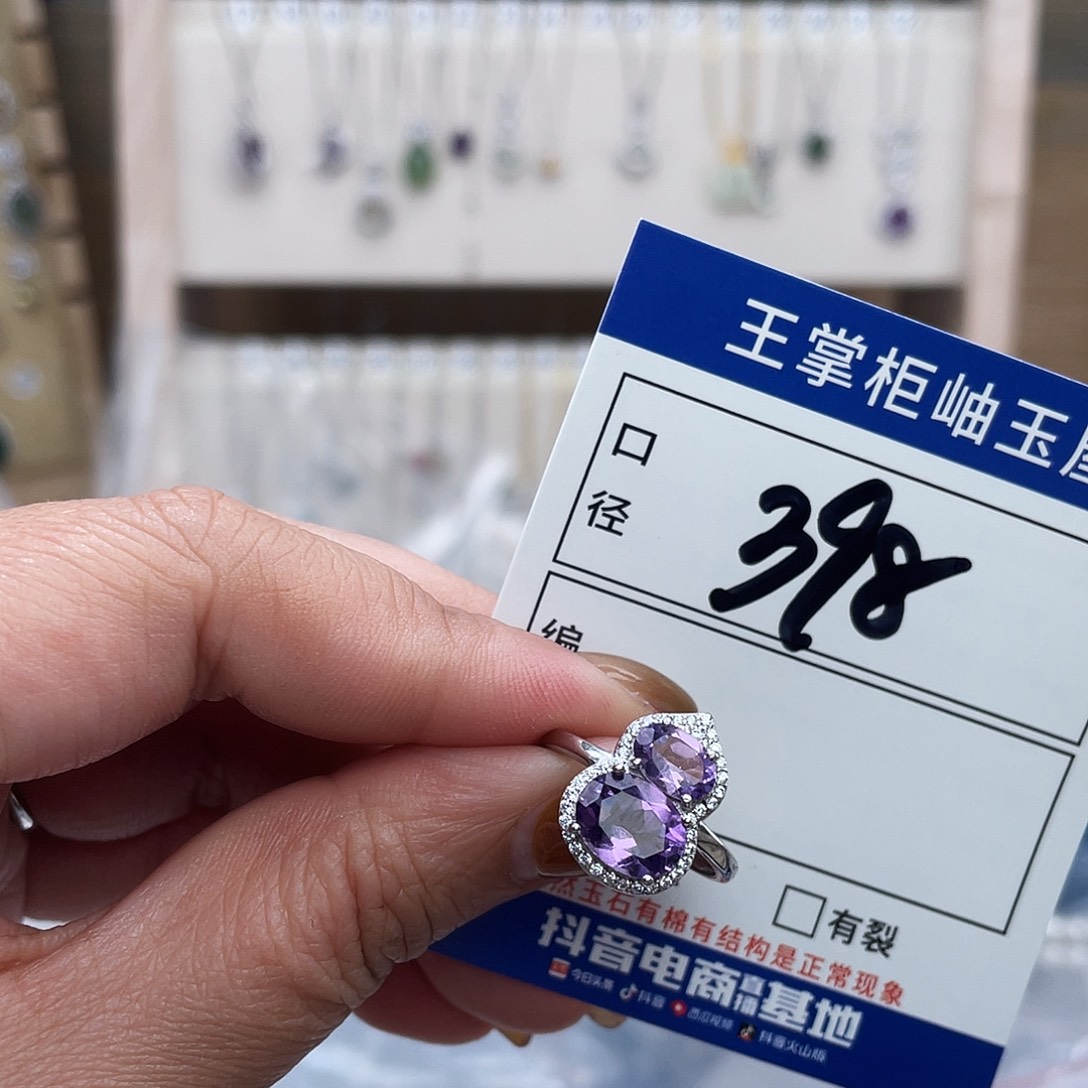 王掌柜岫玉
口径
398
编
有裂
然玉石有棉有结构是正常现象
抖音电商直播基地
今日头条 抖音 西瓜视频 抖音火山版